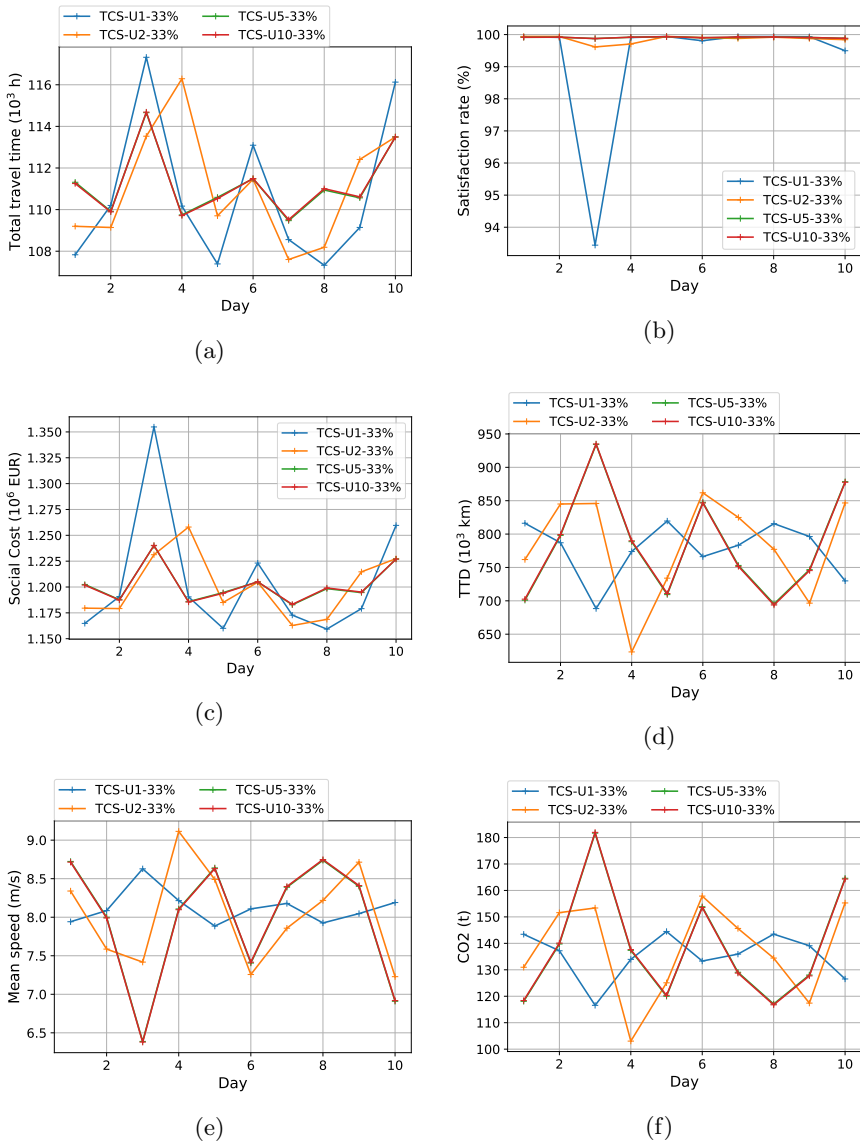 TCS-U1-33% TCS-U5-33%
TCS-U2-33% TCS-U10-33%
Total travel time (10³ h)
116
114
112
110
108
2 4 6 8 10
Day
(a)
Satisfaction rate (%)
100
99
98
97
96
95
94
TCS-U1-33%
TCS-U2-33%
TCS-U5-33%
TCS-U10-33%
2 4 6 8 10
Day
(b)
Social Cost (10⁶ EUR)
1.350
1.325
1.300
1.275
1.250
1.225
1.200
1.175
1.150
TCS-U1-33%
TCS-U2-33%
TCS-U5-33%
TCS-U10-33%
2 4 6 8 10
Day
(c)
TCS-U1-33% TCS-U5-33%
TCS-U2-33% TCS-U10-33%
TTD (10³ km)
950
900
850
800
750
700
650
2 4 6 8 10
Day
(d)
TCS-U1-33% TCS-U5-33%
TCS-U2-33% TCS-U10-33%
Mean speed (m/s)
9.0
8.5
8.0
7.5
7.0
6.5
2 4 6 8 10
Day
(e)
TCS-U1-33% TCS-U5-33%
TCS-U2-33% TCS-U10-33%
CO2 (t)
180
170
160
150
140
130
120
110
100
2 4 6 8 10
Day
(f)